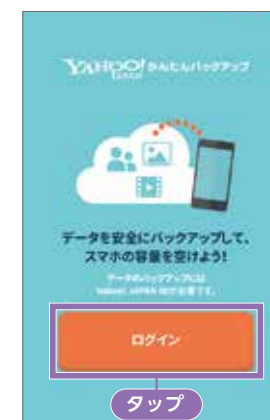 YAHOO! かんたんバックアップ
JAPAN
データを安全にバックアップして、
スマホの容量を空けよう!
データのバックアップには
Yahoo! JAPAN IDが必要です。
ログイン
タップ